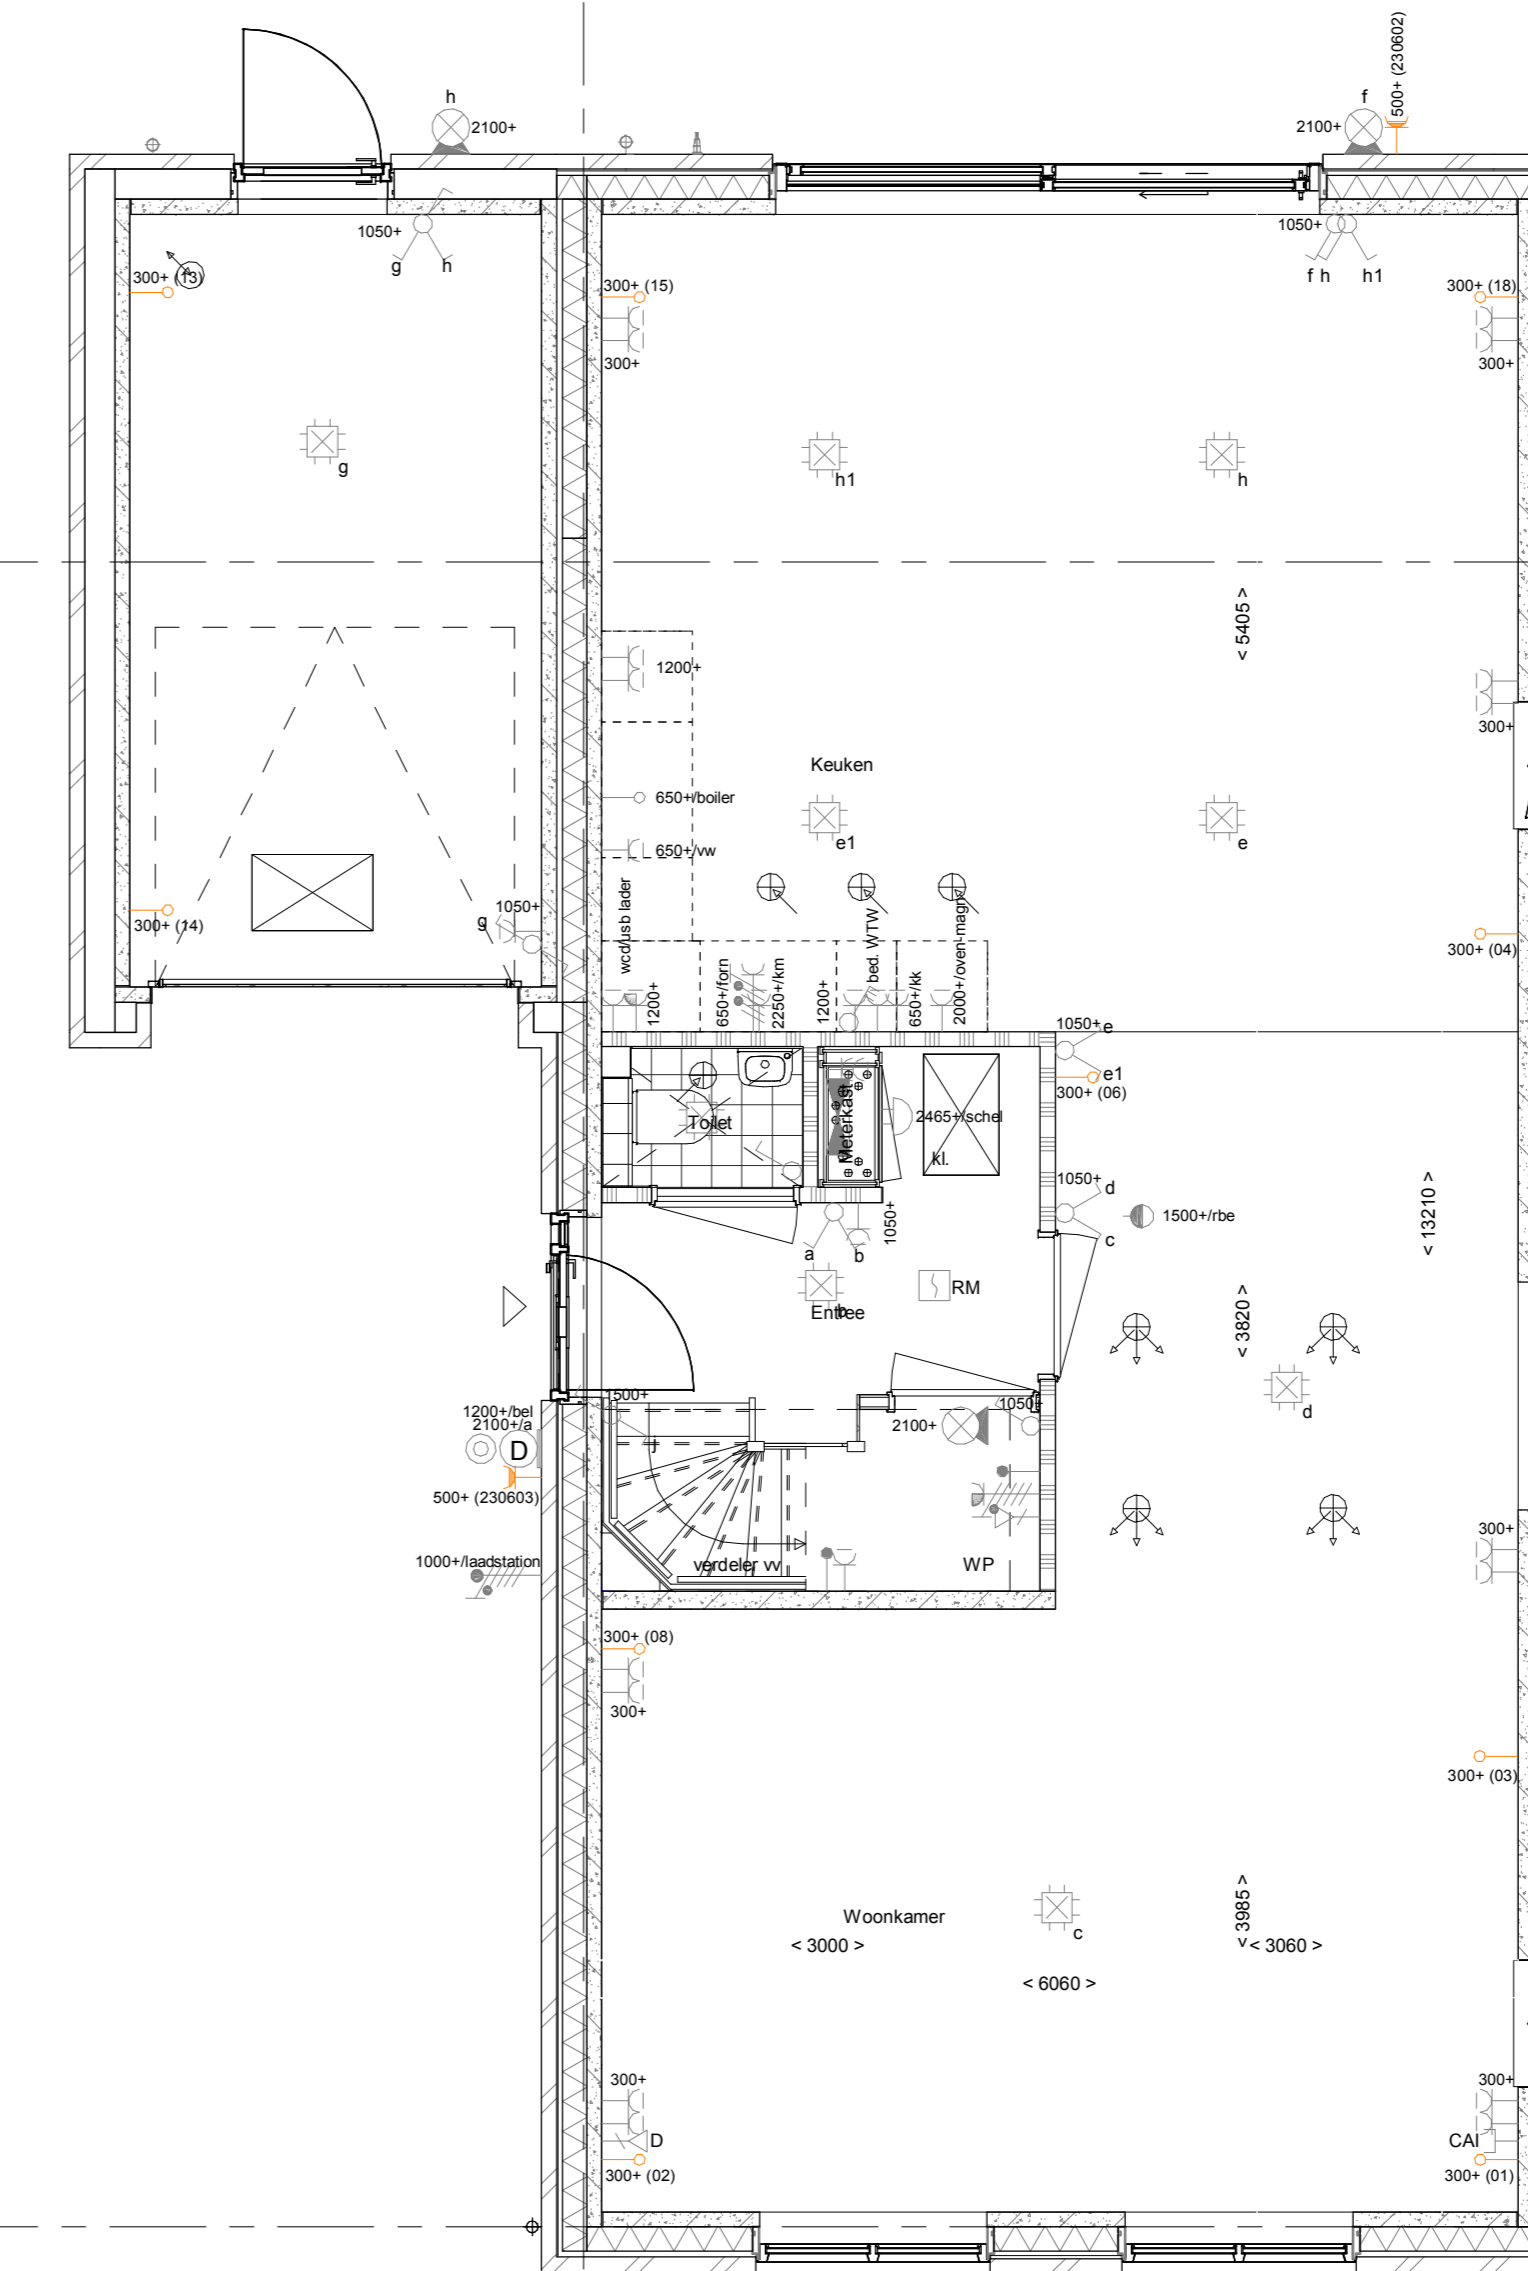 500+ (230602)
h
2100+
f
2100+
1050+
g
h
1050+
f h
h1
300+ (13)
300+ (15)
300+
300+ (18)
300+
g
h1
h
< 5405 >
1200+
300+
Keuken
650+/boiler
e1
e
650+/vw
wcd/usb lader
bed. WTW
300+ (14)
g
1050+
300+ (04)
1200+
650+/forn
2250+/km
1200+
650+/kk
2000+/oven-magn
1050+
e
e1
300+ (06)
Toilet
Meterkast
2465+/schel
kl.
1050+
d
c
1500+/rbe
< 13210 >
1050+
a
b
RM
Entree
b
< 3820 >
d
1500+
1200+/bel
2100+/a
D
j
2100+
1050+
500+ (230603)
300+
1000+/laadstation
verdeler vv
WP
300+ (08)
300+
300+ (03)
Woonkamer
c
< 3985 >
< 3000 >
< 3060 >
< 6060 >
300+
300+
D
CAI
300+ (02)
300+ (01)